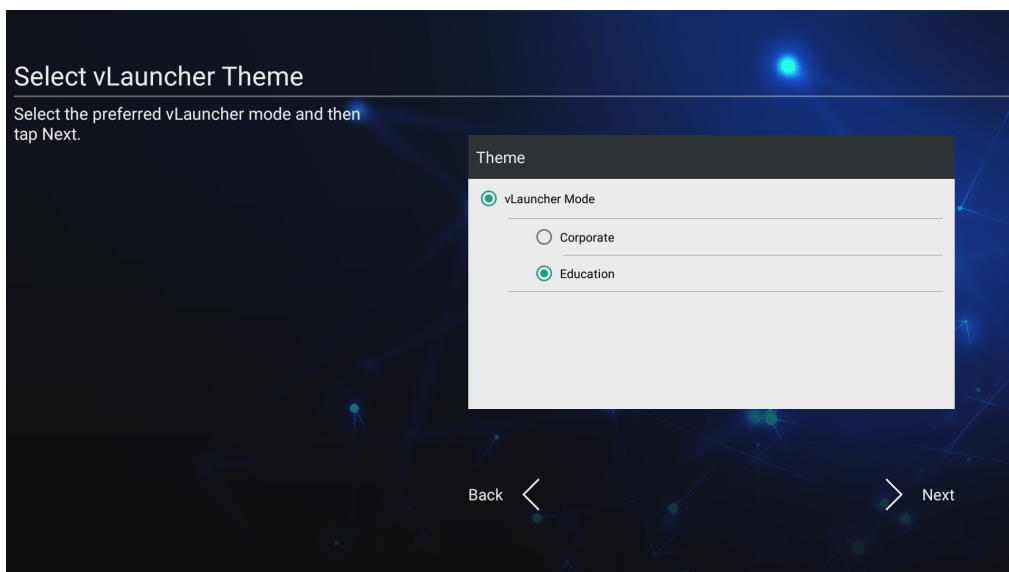 Select vLauncher Theme
Select the preferred vLauncher mode and then
tap Next.
Theme
vLauncher Mode
Corporate
Education
Back
Next